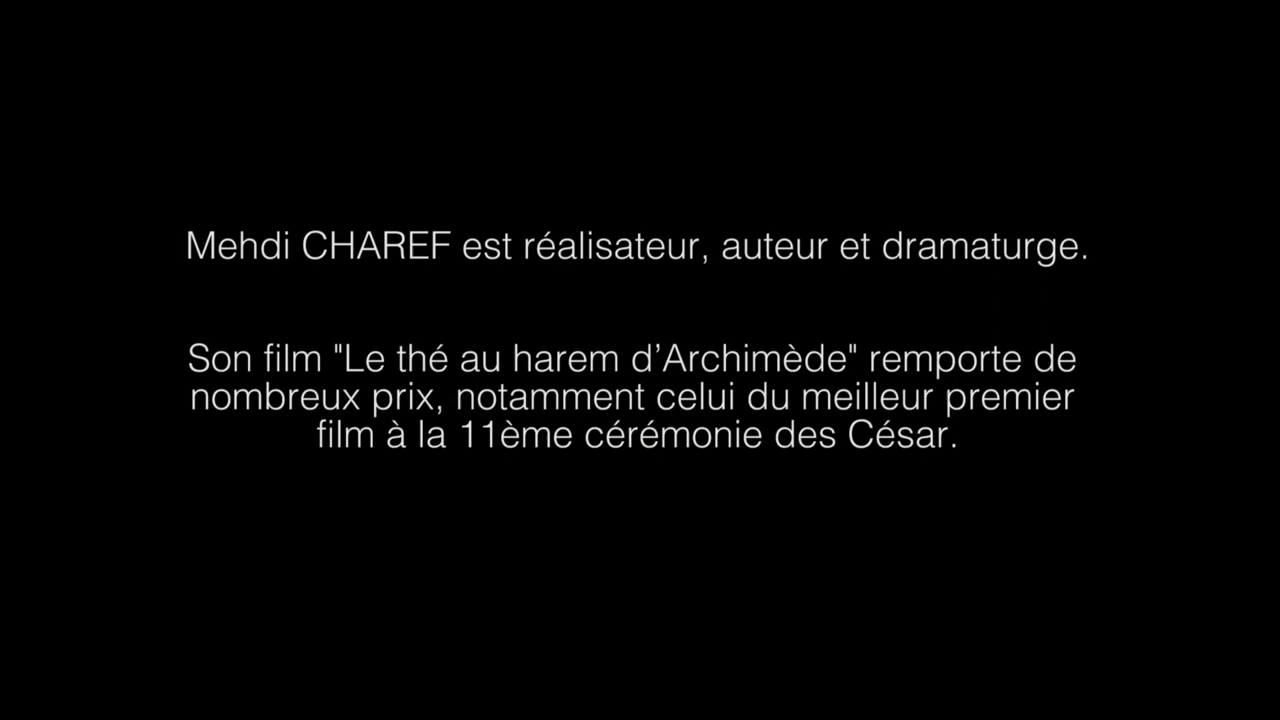 Mehdi CHAREF est réalisateur, auteur et dramaturge.
Son film "Le thé au harem d’Archimède" remporte de
nombreux prix, notamment celui du meilleur premier
film à la 11ème cérémonie des César.